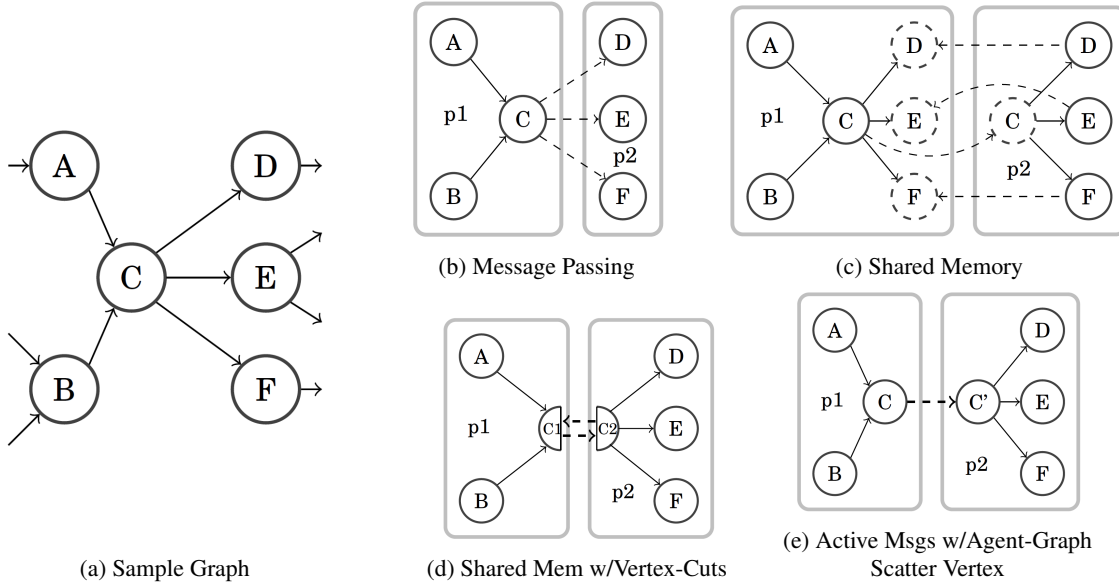 A
B
C
D
E
F
(a) Sample Graph
A
B
p1
C
D
E
p2
F
(b) Message Passing
A
B
p1
C
D
E
F
C
p2
D
E
F
(c) Shared Memory
A
B
p1
C1
C2
D
E
p2
F
(d) Shared Mem w/Vertex-Cuts
A
B
p1
C
C'
D
E
p2
F
(e) Active Msgs w/Agent-Graph
Scatter Vertex